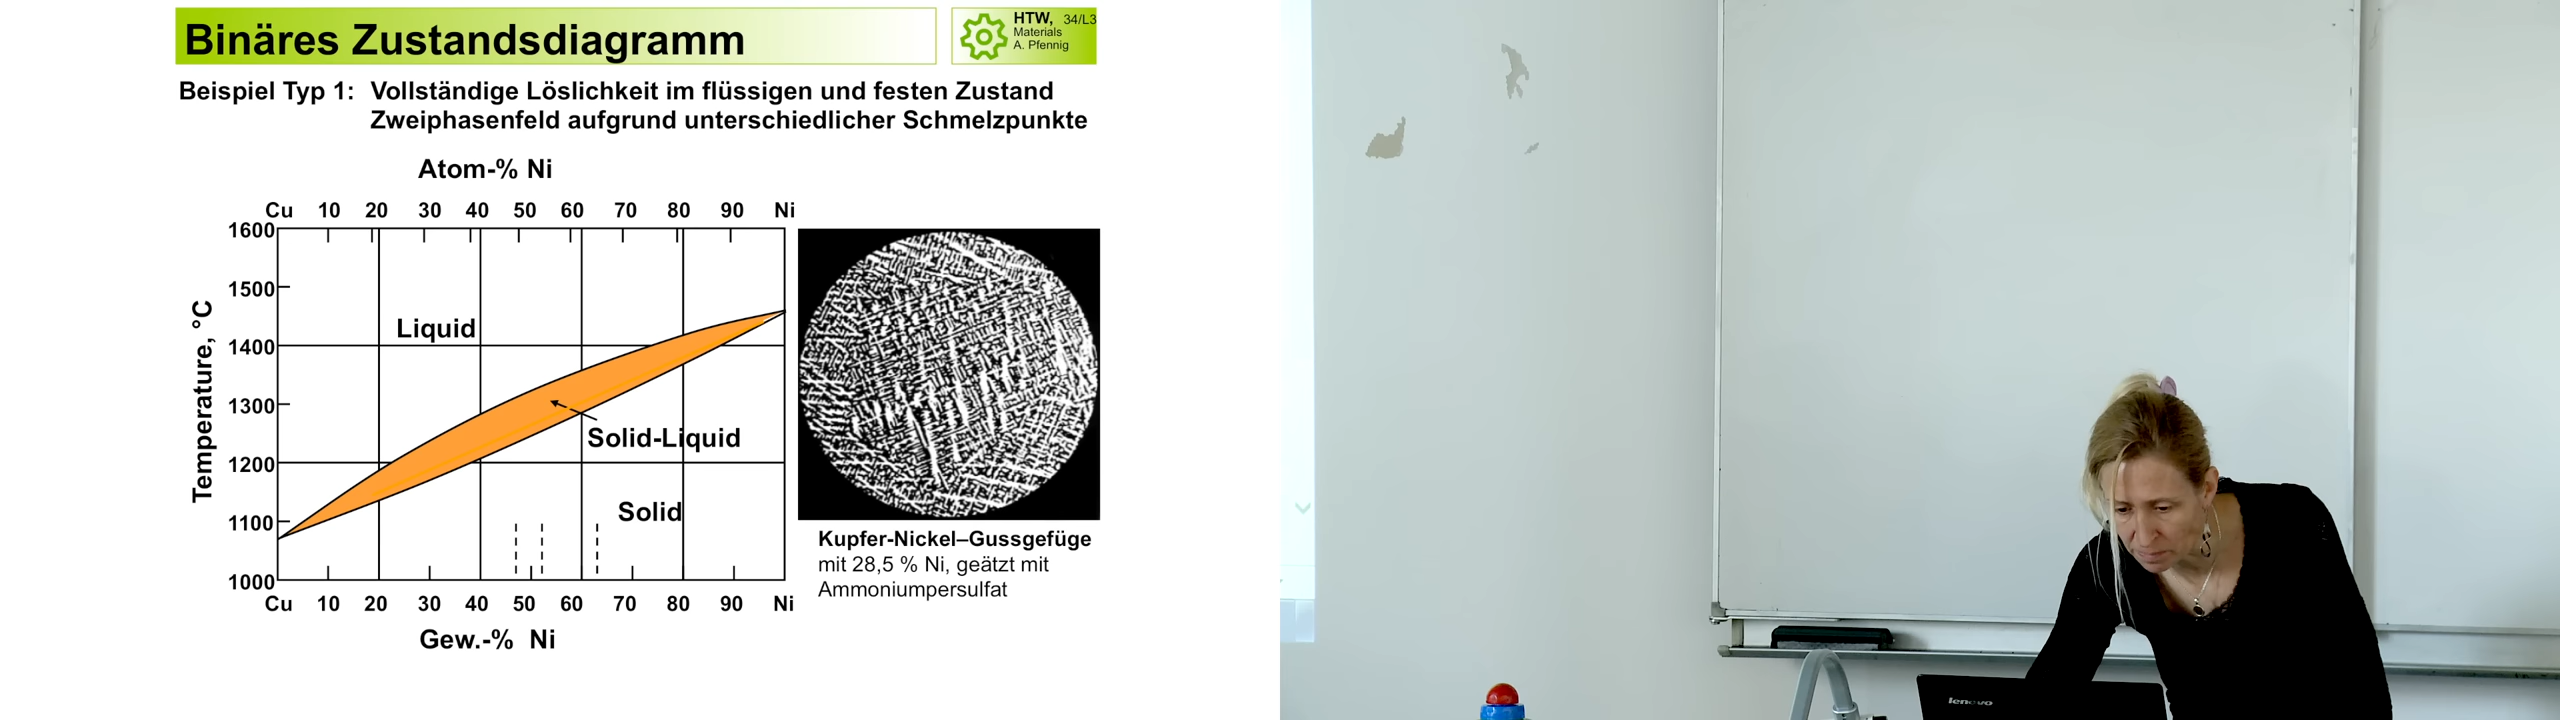 Binäres Zustandsdiagramm
HTW, 34/L3
Materials
A. Pfennig
Beispiel Typ 1: Vollständige Löslichkeit im flüssigen und festen Zustand
Zweiphasenfeld aufgrund unterschiedlicher Schmelzpunkte
Atom-% Ni
Cu 10 20 30 40 50 60 70 80 90 Ni
1600
1500
Liquid
1400
1300
Solid-Liquid
1200
Solid
1100
1000
Temperature, °C
Cu 10 20 30 40 50 60 70 80 90 Ni
Gew.-% Ni
Kupfer-Nickel–Gussgefüge
mit 28,5 % Ni, geätzt mit
Ammoniumpersulfat
lenovo